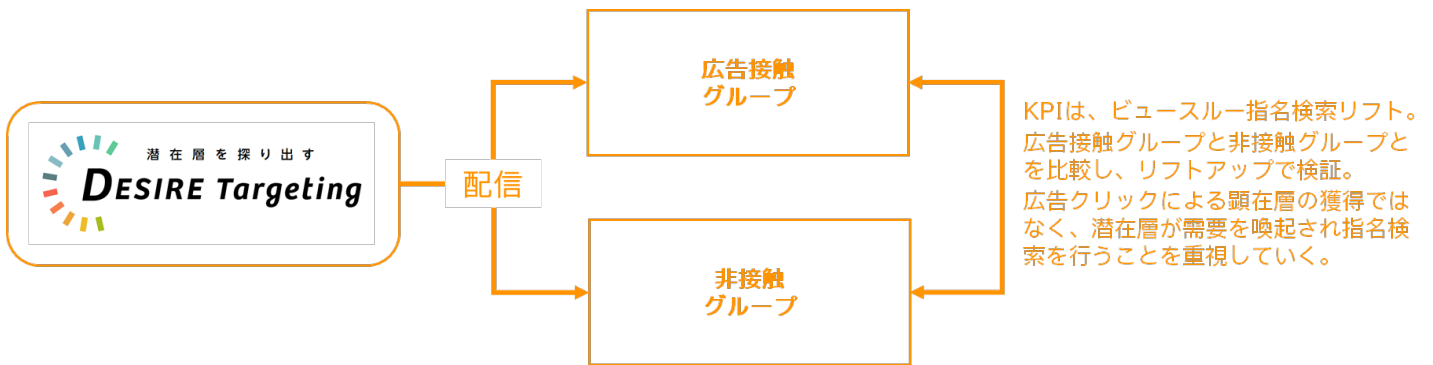 潜在層を探り出す
DESIRE Targeting
配信
広告接触
グループ
非接触
グループ
KPIは、ビュースルー指名検索リフト。
広告接触グループと非接触グループと
を比較し、リフトアップで検証。
広告クリックによる顕在層の獲得では
なく、潜在層が需要を喚起され指名検
索を行うことを重視していく。